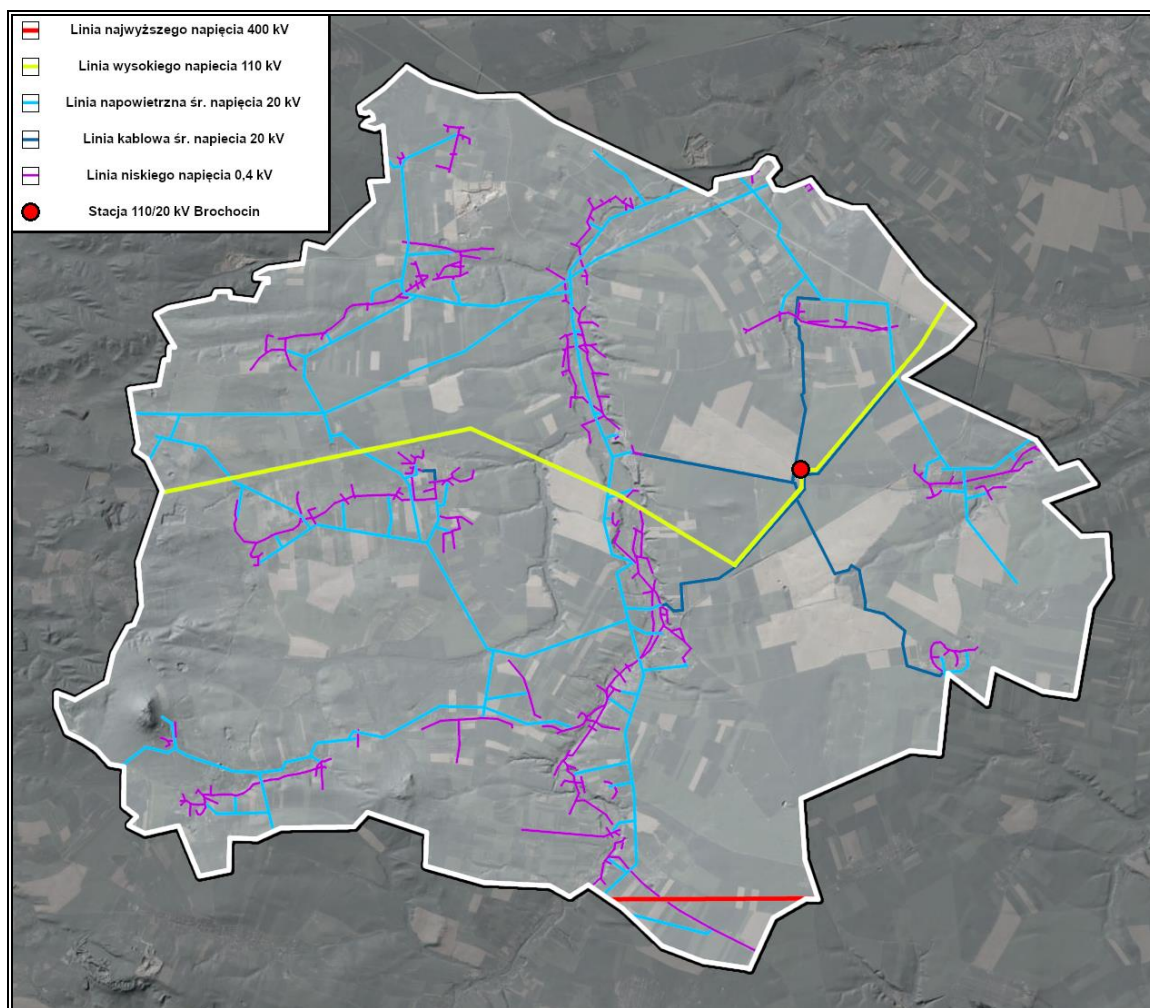 Linia najwyższego napięcia 400 kV
Linia wysokiego napiecia 110 kV
Linia napowietrzna śr. napięcia 20 kV
Linia kablowa śr. napiecia 20 kV
Linia niskiego napięcia 0,4 kV
Stacja 110/20 kV Brochocin